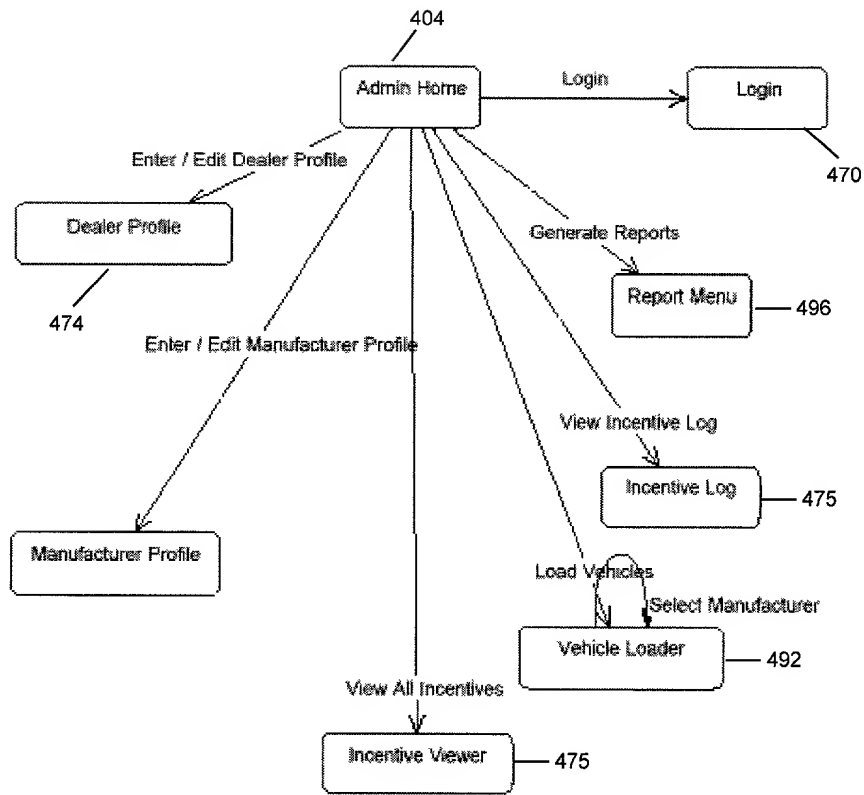 404
Admin Home
Login
Login
470
Enter / Edit Dealer Profile
Dealer Profile
474
Generate Reports
Report Menu
496
Enter / Edit Manufacturer Profile
View Incentive Log
Incentive Log
475
Manufacturer Profile
Load Vehicles
Select Manufacturer
Vehicle Loader
492
View All Incentives
Incentive Viewer
475